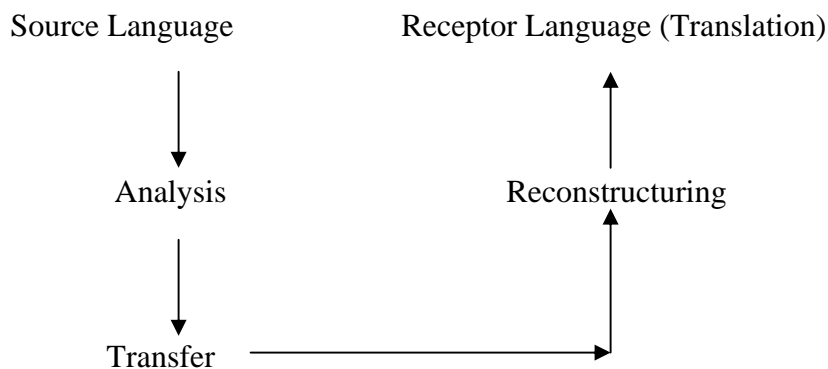 Source Language Receptor Language (Translation)
Analysis Reconstructuring
Transfer